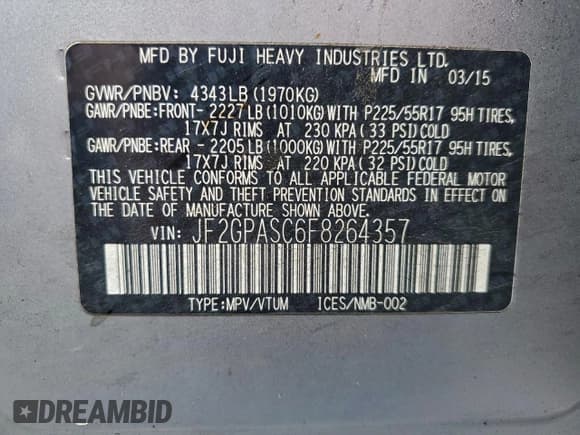 MFD BY FUJI HEAVY INDUSTRIES LTD.
MFD IN 03/15
GVWR/PNBV: 4343LB (1970KG)
GAWR/PNBE:FRONT- 2227LB (1010KG) WITH P225/55R17 95H TIRES,
17X7J RIMS AT 230 KPA (33 PSI) COLD
GAWR/PNBE:REAR - 2205LB (1000KG) WITH P225/55R17 95H TIRES,
17X7J RIMS AT 220 KPA (32 PSI) COLD
THIS VEHICLE CONFORMS TO ALL APPLICABLE FEDERAL MOTOR
VEHICLE SAFETY AND THEFT PREVENTION STANDARDS IN EFFECT
ON THE DATE OF MANUFACTURE SHOWN ABOVE.
VIN: JF2GPASC6F8264357
TYPE:MPV/VTUM ICES/NMB-002
DREAMBID